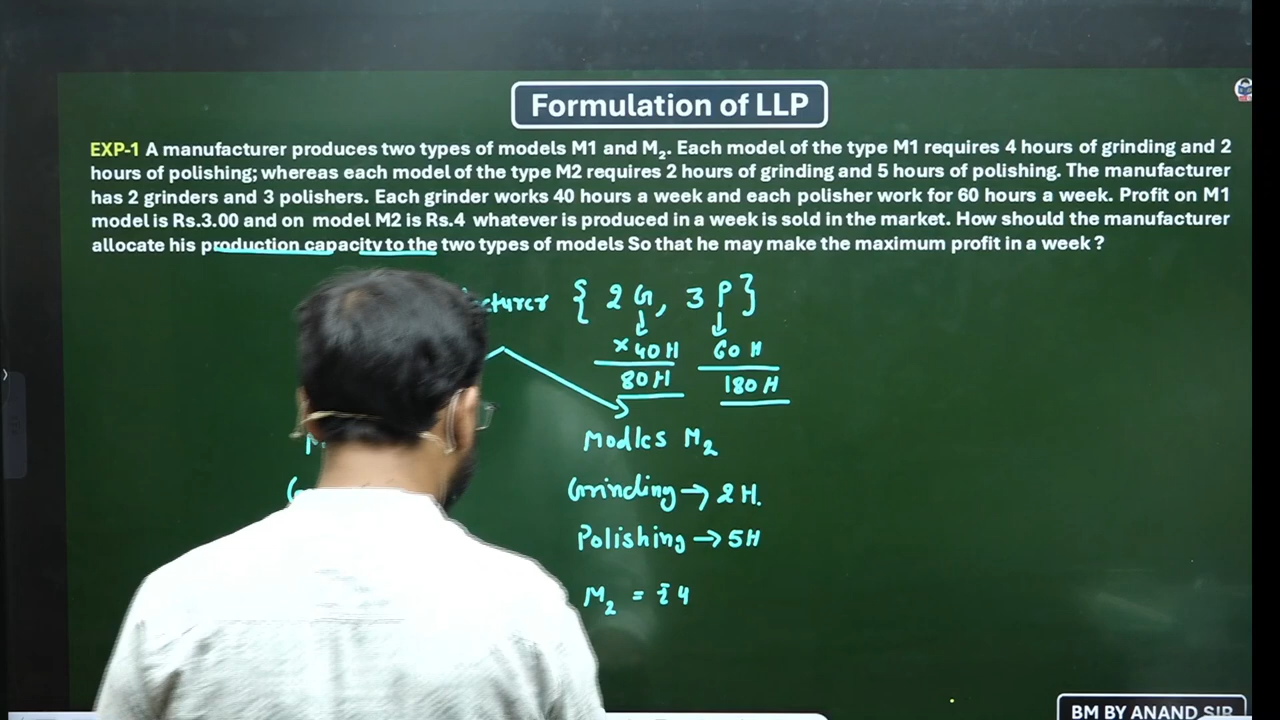 Formulation of LLP
EXP-1 A manufacturer produces two types of models M1 and M₂. Each model of the type M1 requires 4 hours of grinding and 2
hours of polishing; whereas each model of the type M2 requires 2 hours of grinding and 5 hours of polishing. The manufacturer
has 2 grinders and 3 polishers. Each grinder works 40 hours a week and each polisher work for 60 hours a week. Profit on M1
model is Rs.3.00 and on model M2 is Rs.4 whatever is produced in a week is sold in the market. How should the manufacturer
allocate his production capacity to the two types of models So that he may make the maximum profit in a week ?
{ 2 G, 3 P }
×40H 60 H
80H 180 H
Modles M₂
Grinding → 2 H.
Polishing → 5H
M₂ = ₹ 4
BM BY ANAND SIR